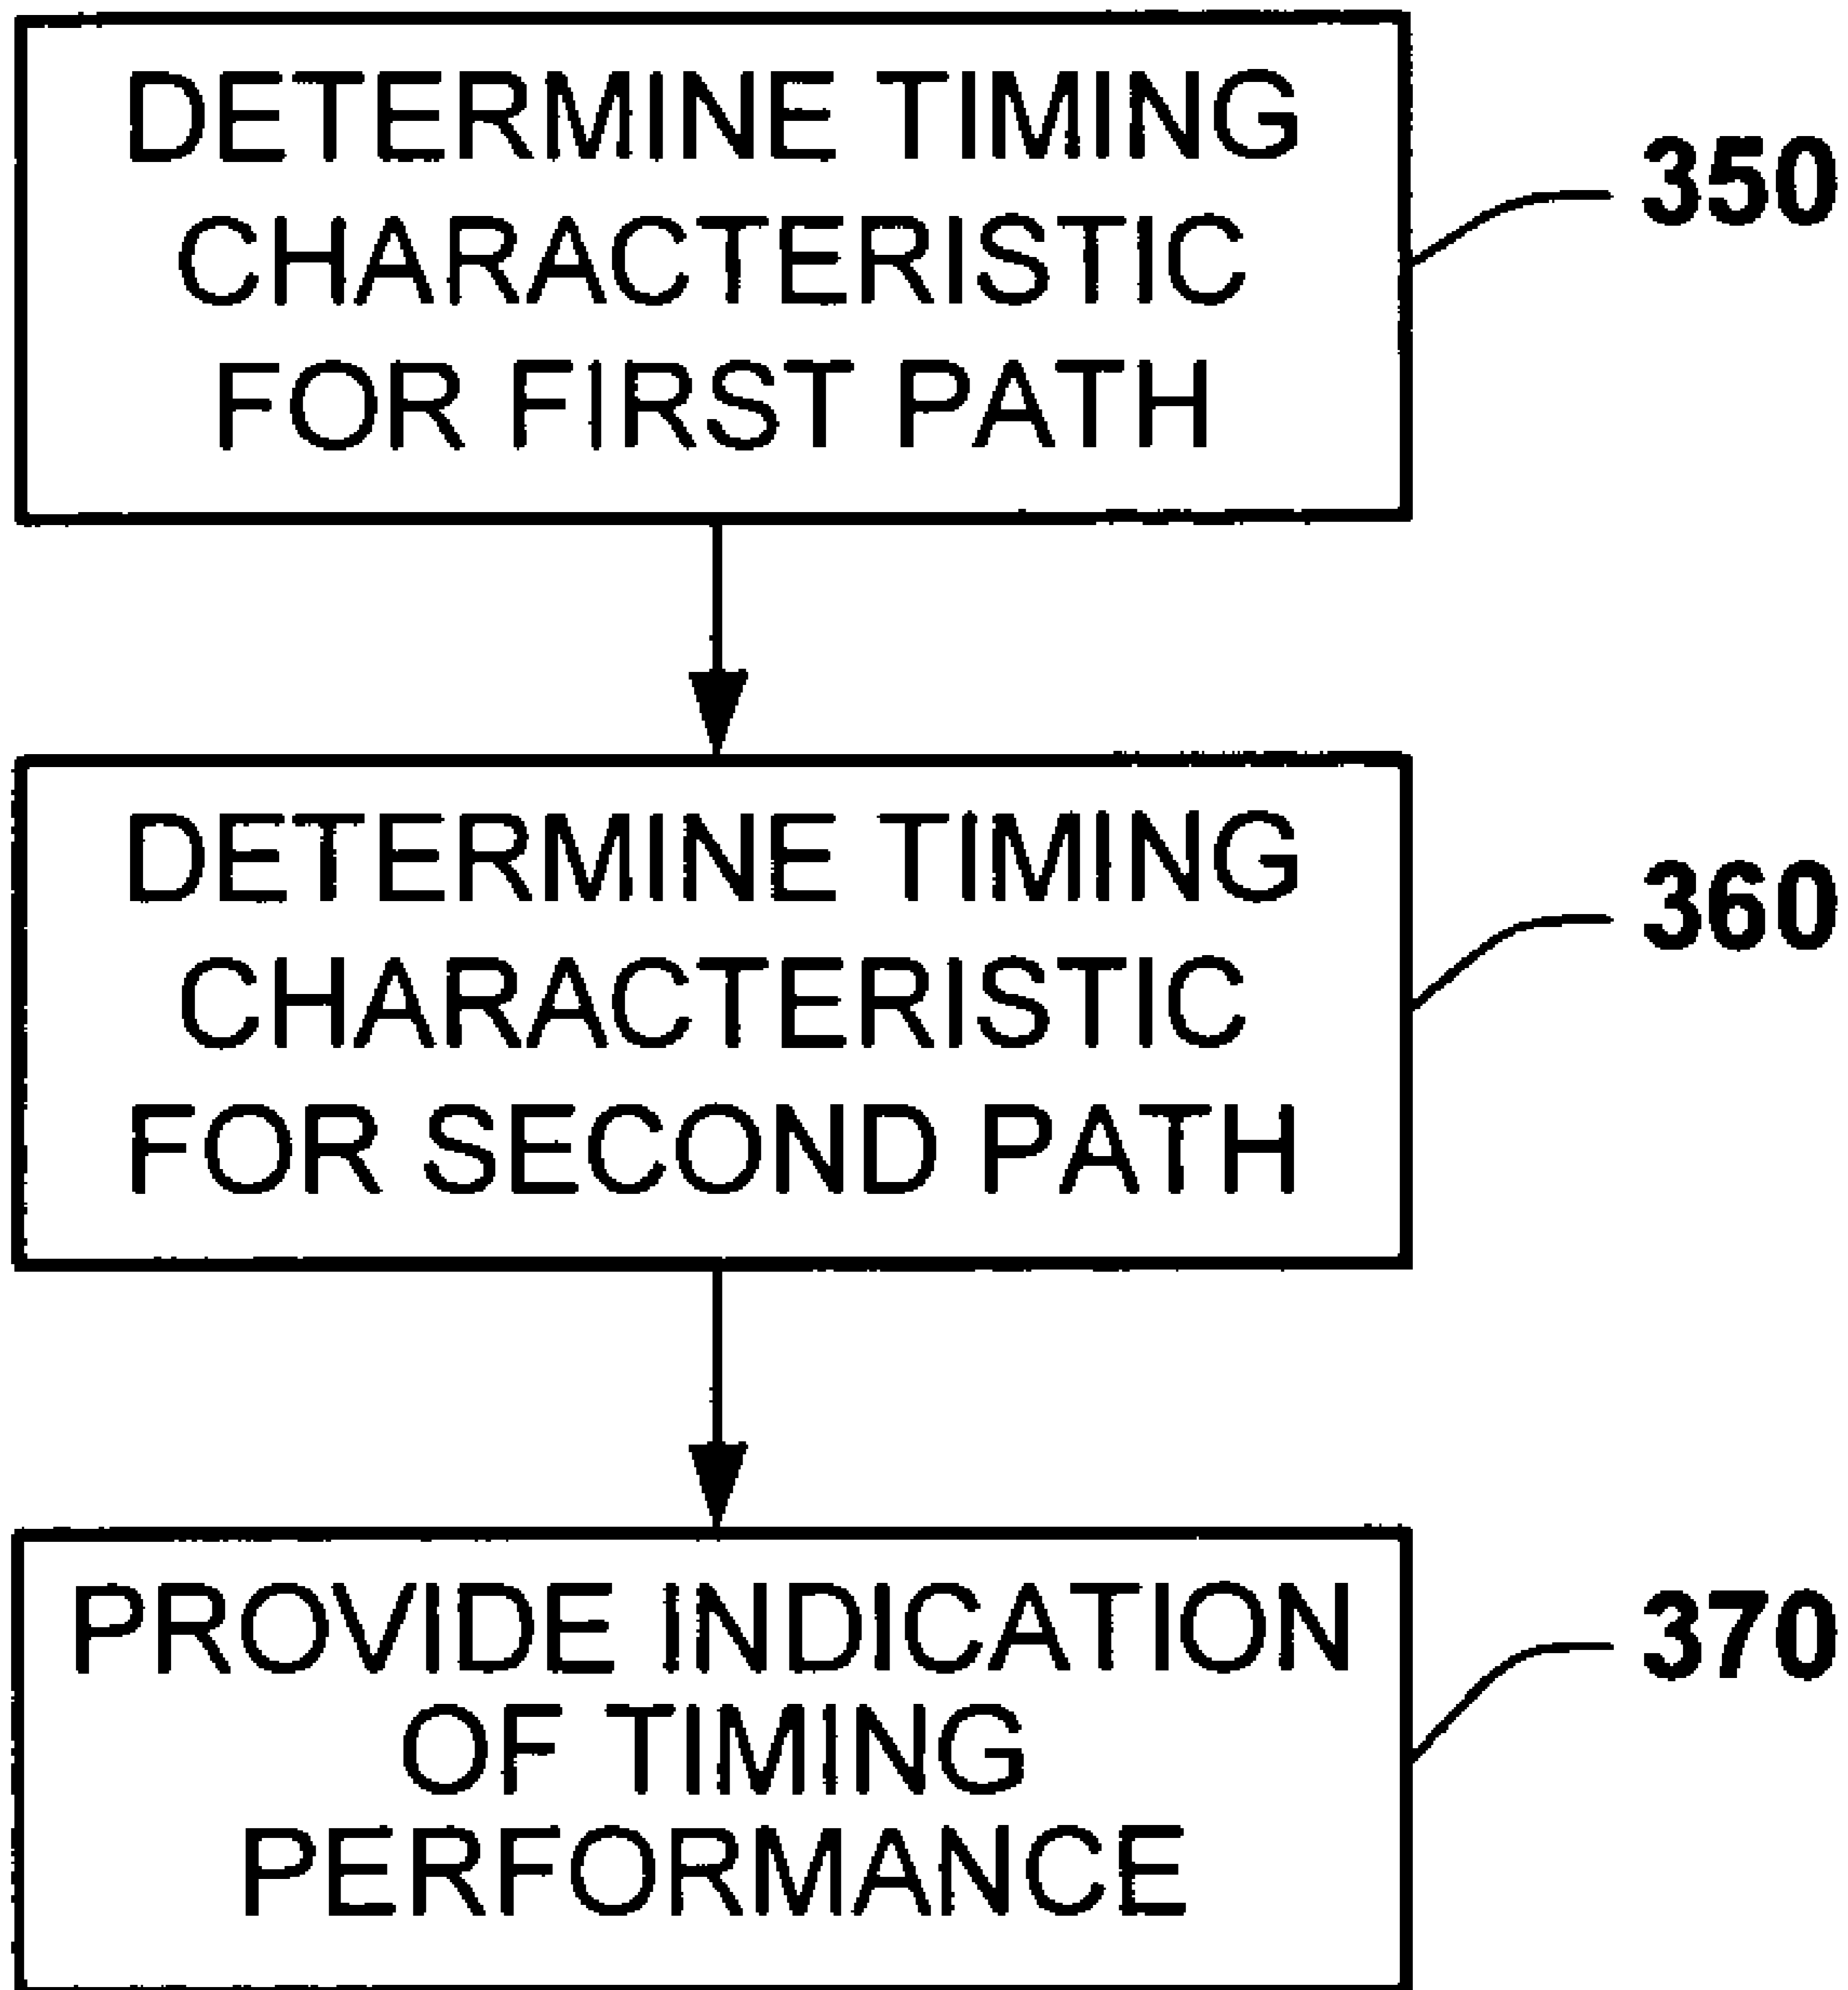 DETERMINE TIMING
CHARACTERISTIC
FOR FIRST PATH
350
DETERMINE TIMING
CHARACTERISTIC
FOR SECOND PATH
360
PROVIDE INDICATION
OF TIMING
PERFORMANCE
370